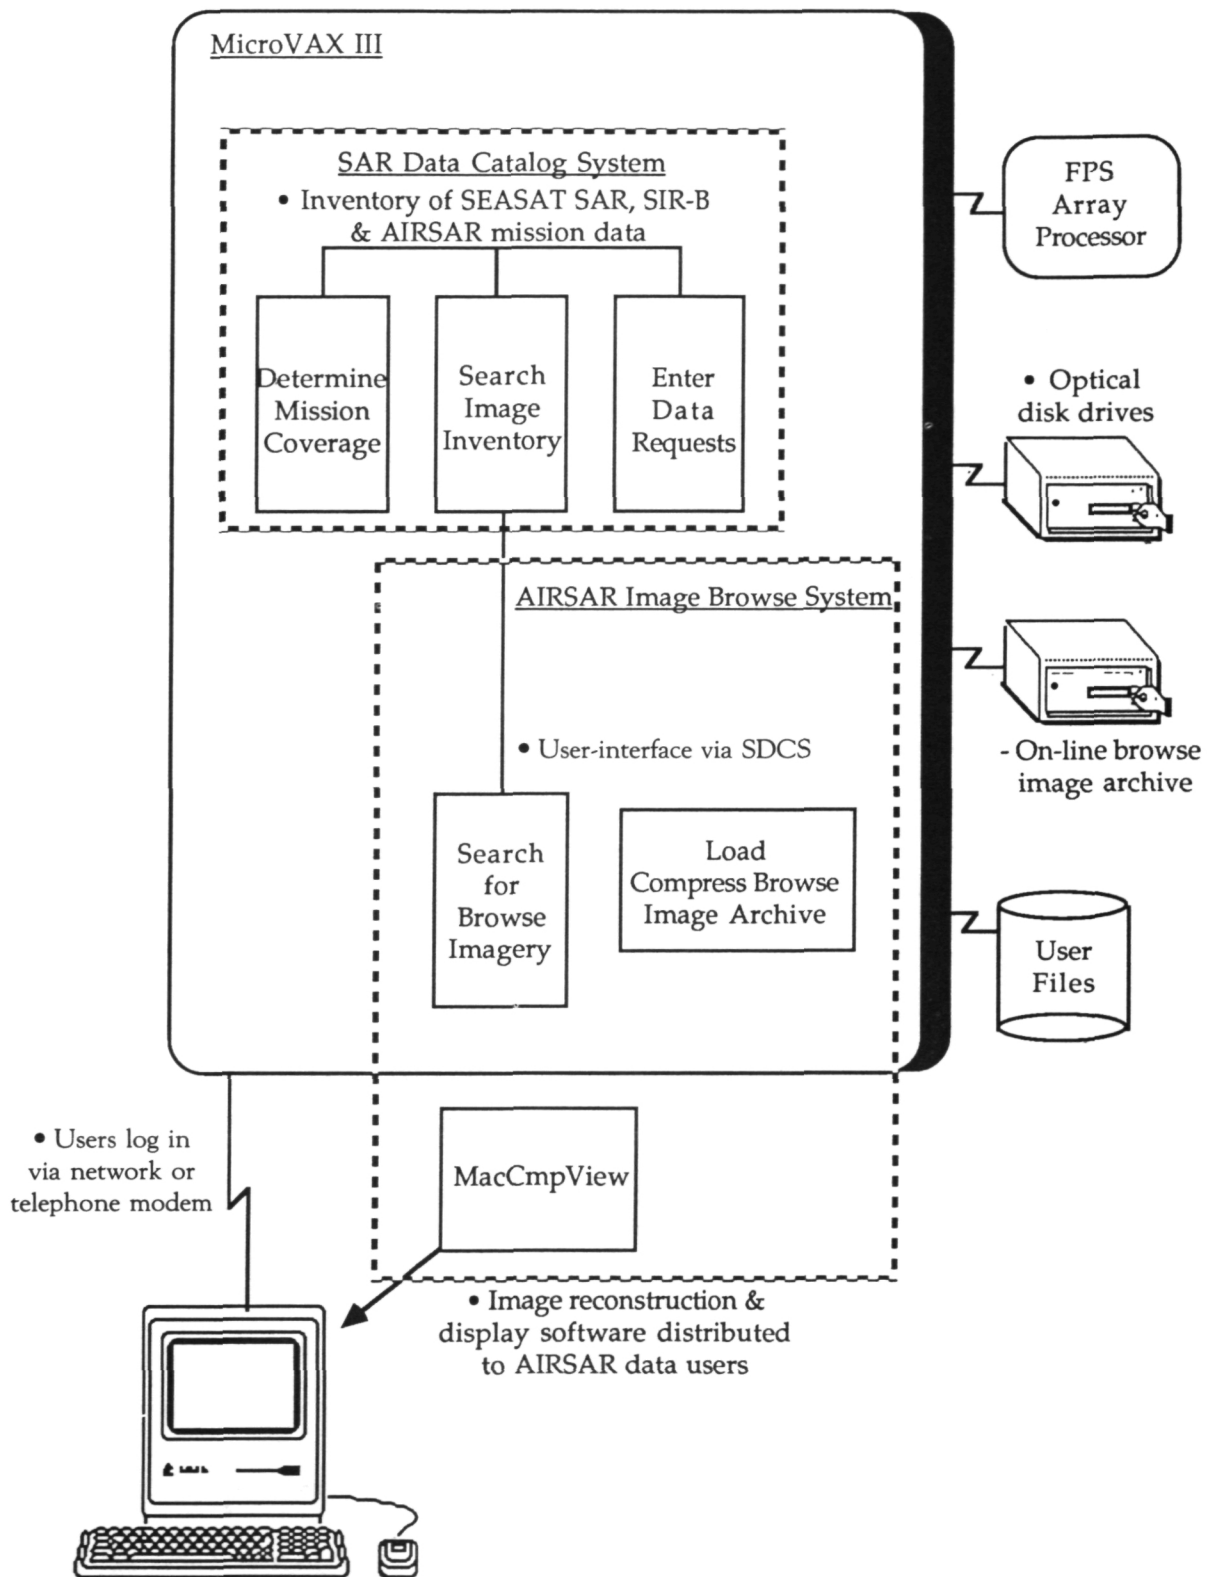 MicroVAX III
SAR Data Catalog System
• Inventory of SEASAT SAR, SIR-B
& AIRSAR mission data
Determine
Mission
Coverage
Search
Image
Inventory
Enter
Data
Requests
FPS
Array
Processor
• Optical
disk drives
- On-line browse
image archive
User
Files
AIRSAR Image Browse System
• User-interface via SDCS
Search
for
Browse
Imagery
Load
Compress Browse
Image Archive
• Users log in
via network or
telephone modem
MacCmpView
• Image reconstruction &
display software distributed
to AIRSAR data users